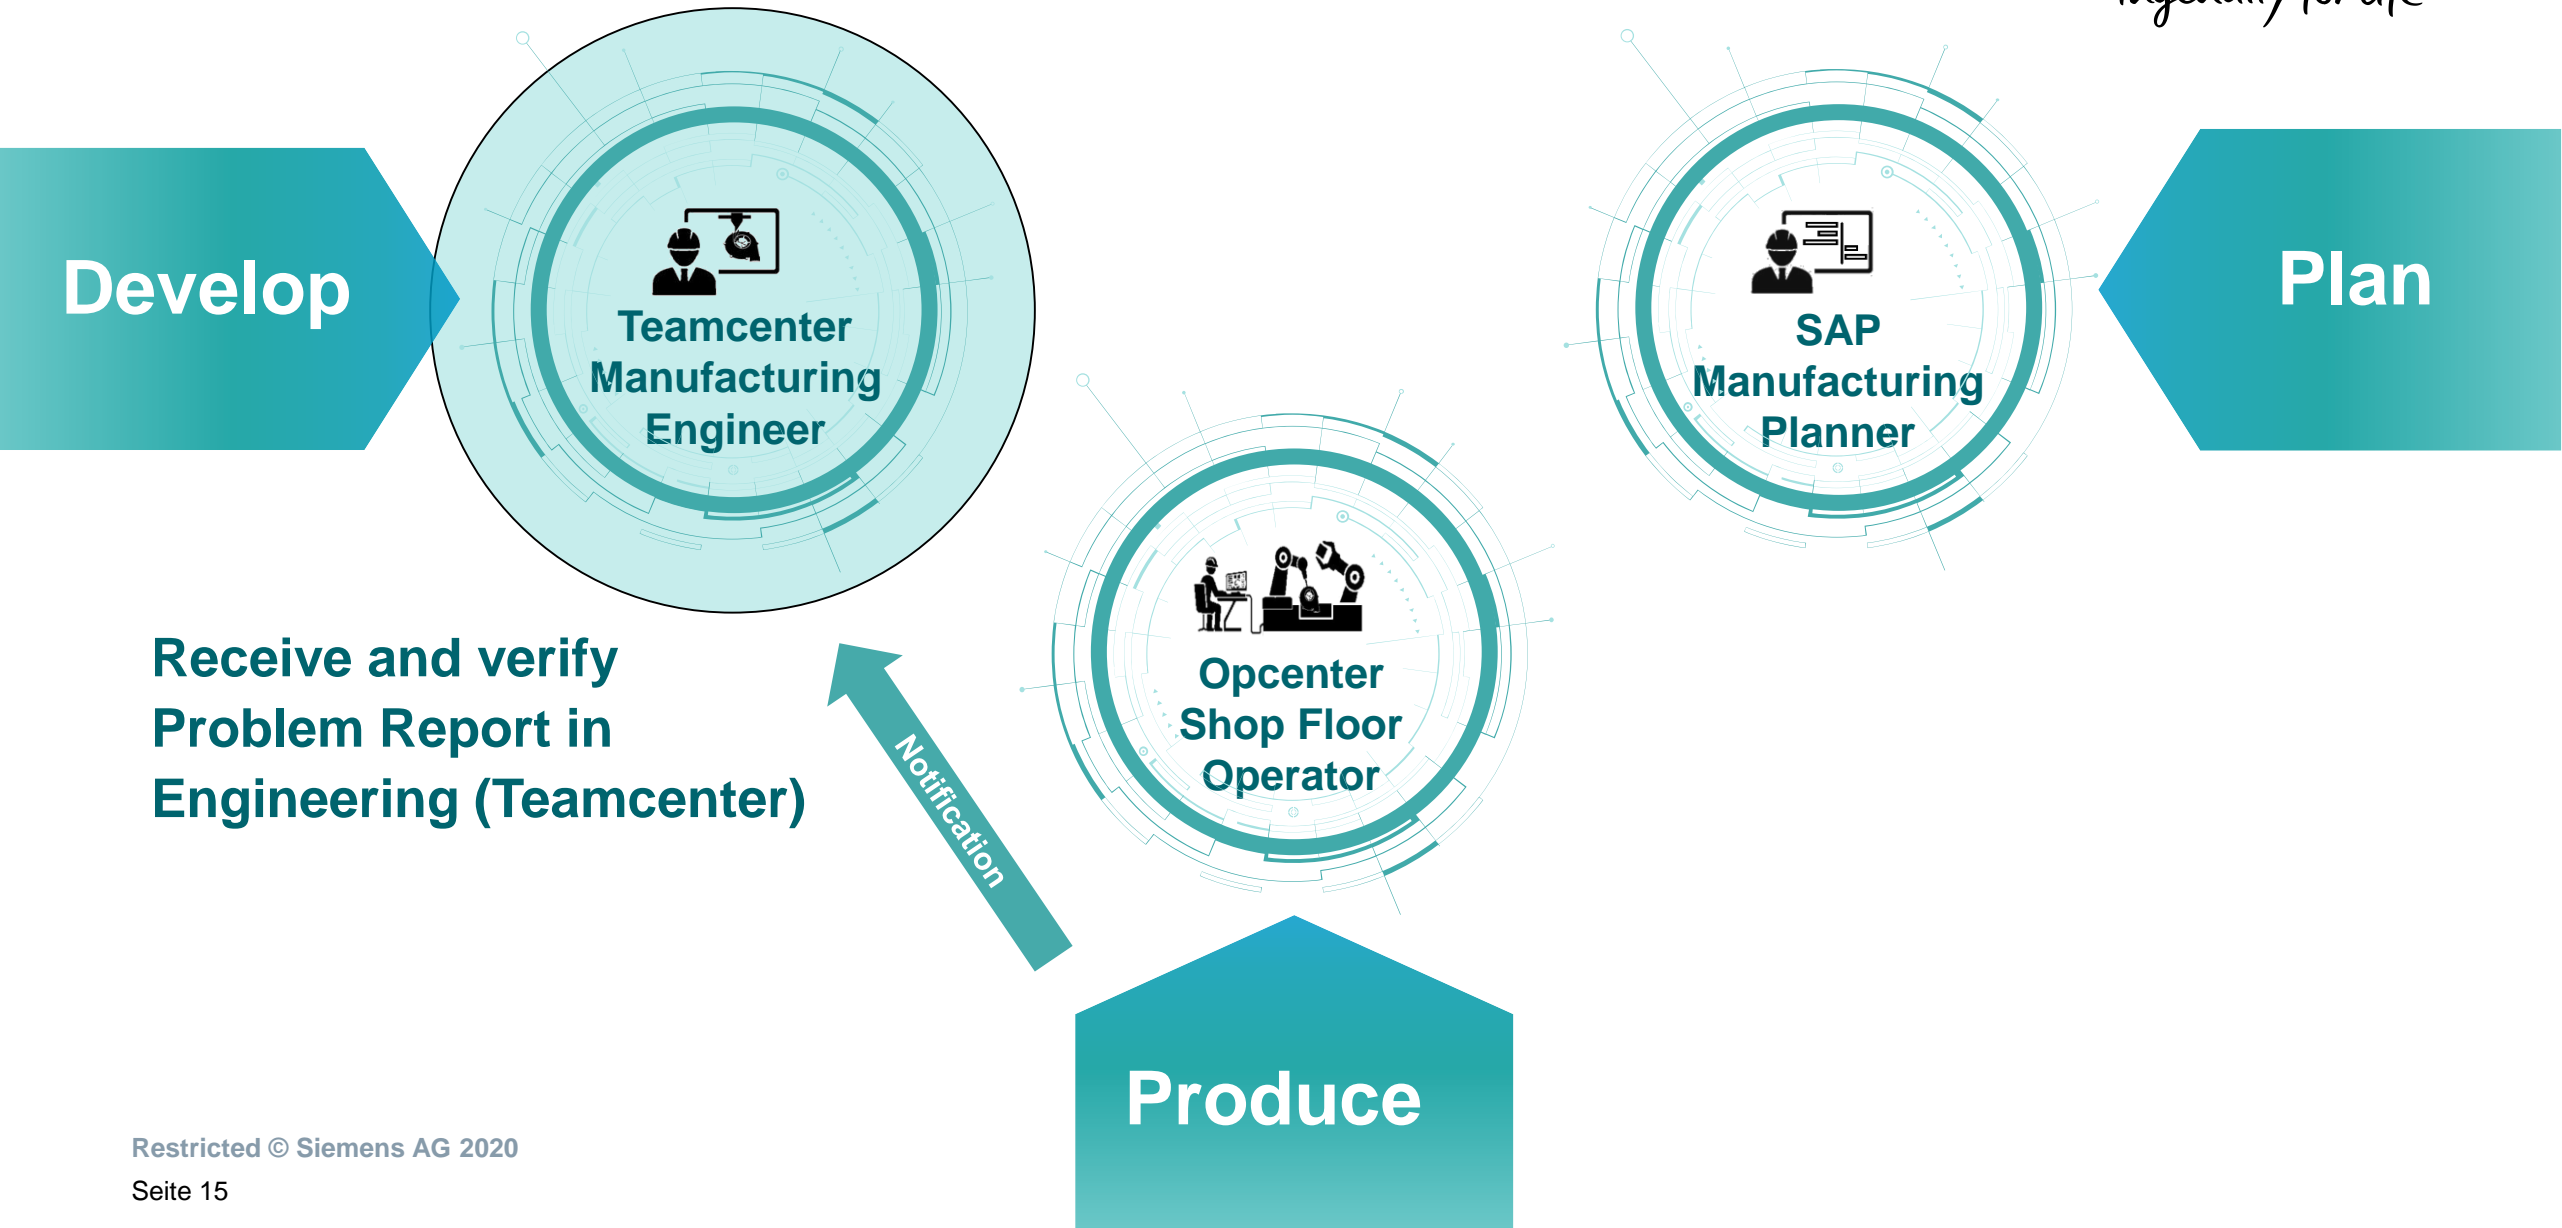 Develop
Teamcenter
Manufacturing
Engineer
SAP
Manufacturing
Planner
Plan
Receive and verify
Problem Report in
Engineering (Teamcenter)
Notification
Opcenter
Shop Floor
Operator
Produce
Restricted © Siemens AG 2020
Seite 15